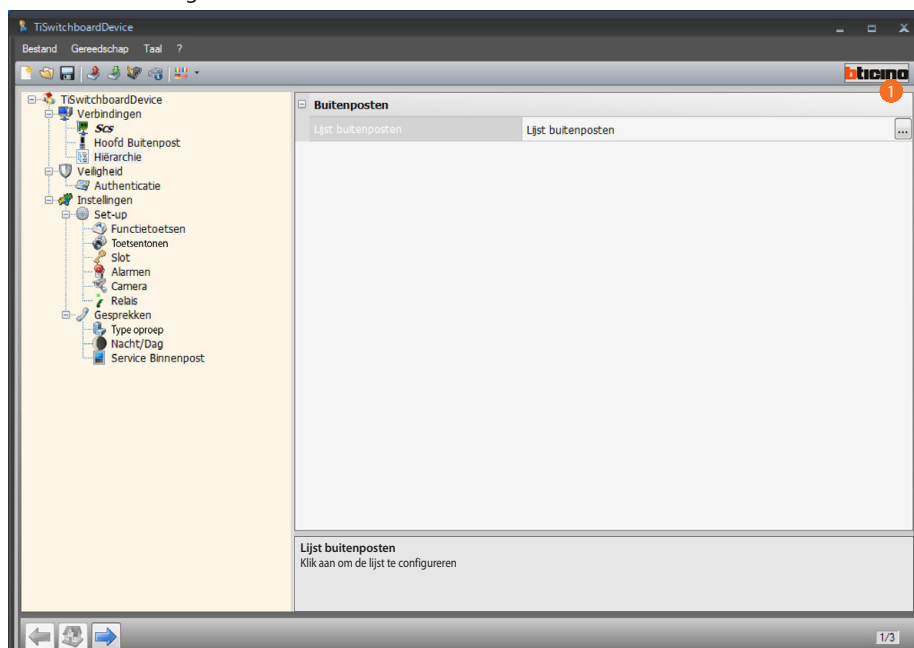 TiSwitchboardDevice
Bestand Gereedschap Taal ?
bticino
1
TiSwitchboardDevice
Verbindingen
Scs
Hoofd Buitenpost
Hiërarchie
Veiligheid
Authenticatie
Instellingen
Set-up
Functietoetsen
Toetsentonen
Slot
Alarmen
Camera
Relais
Gesprekken
Type oproep
Nacht/Dag
Service Binnenpost
Buitenposten
Lijst buitenposten Lijst buitenposten ...
Lijst buitenposten
Klik aan om de lijst te configureren
1/3